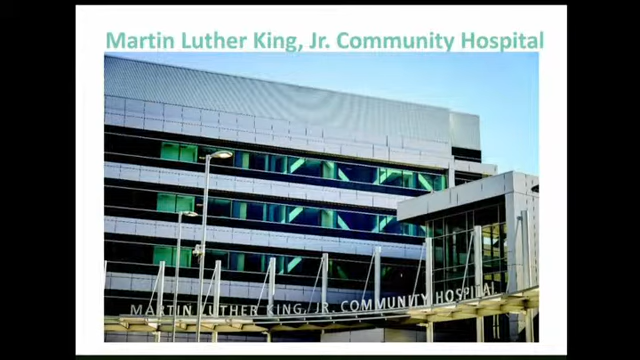 Martin Luther King, Jr. Community Hospital
MARTIN LUTHER KING, JR. COMMUNITY HOSPITAL